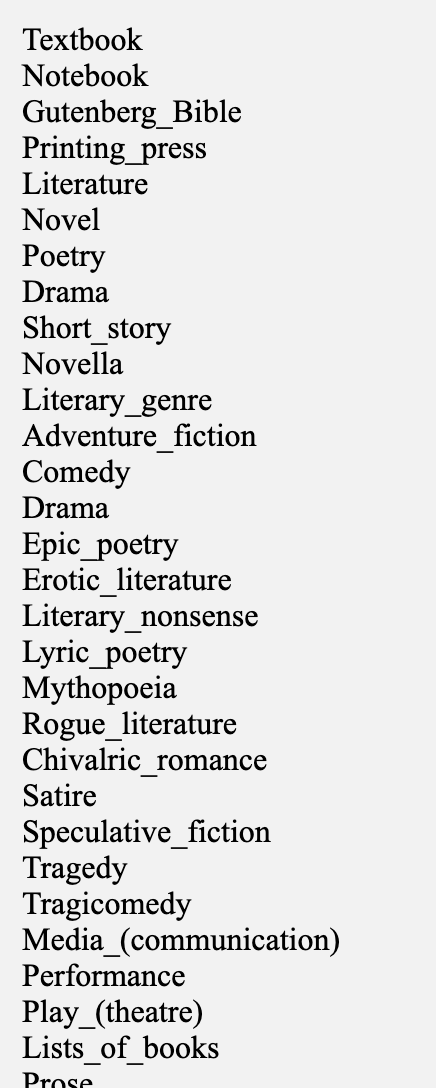 Textbook
Notebook
Gutenberg_Bible
Printing_press
Literature
Novel
Poetry
Drama
Short_story
Novella
Literary_genre
Adventure_fiction
Comedy
Drama
Epic_poetry
Erotic_literature
Literary_nonsense
Lyric_poetry
Mythopoeia
Rogue_literature
Chivalric_romance
Satire
Speculative_fiction
Tragedy
Tragicomedy
Media_(communication)
Performance
Play_(theatre)
Lists_of_books
Prose